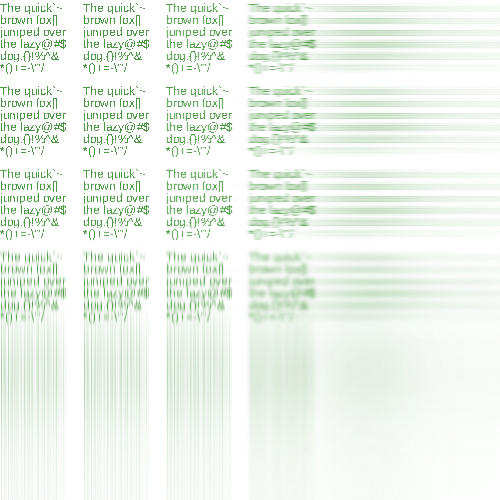 The quick`~
brown fox[]
jumped over
the lazy@#$
dog.{}!%^&
*()+=-\'"/
The quick`~
brown fox[]
jumped over
the lazy@#$
dog.{}!%^&
*()+=-\'"/
The quick`~
brown fox[]
jumped over
the lazy@#$
dog.{}!%^&
*()+=-\'"/
The quick`~
brown fox[]
jumped over
the lazy@#$
dog.{}!%^&
*()+=-\'"/
The quick`~
brown fox[]
jumped over
the lazy@#$
dog.{}!%^&
*()+=-\'"/
The quick`~
brown fox[]
jumped over
the lazy@#$
dog.{}!%^&
*()+=-\'"/
The quick`~
brown fox[]
jumped over
the lazy@#$
dog.{}!%^&
*()+=-\'"/
The quick`~
brown fox[]
jumped over
the lazy@#$
dog.{}!%^&
*()+=-\'"/
The quick`~
brown fox[]
jumped over
the lazy@#$
dog.{}!%^&
*()+=-\'"/
The quick`~
brown fox[]
jumped over
the lazy@#$
dog.{}!%^&
*()+=-\'"/
The quick`~
brown fox[]
jumped over
the lazy@#$
dog.{}!%^&
*()+=-\'"/
The quick`~
brown fox[]
jumped over
the lazy@#$
dog.{}!%^&
*()+=-\'"/
The quick`~
brown fox[]
jumped over
the lazy@#$
dog.{}!%^&
*()+=-\'"/
The quick`~
brown fox[]
jumped over
the lazy@#$
dog.{}!%^&
*()+=-\'"/
The quick`~
brown fox[]
jumped over
the lazy@#$
dog.{}!%^&
*()+=-\'"/
The quick`~
brown fox[]
jumped over
the lazy@#$
dog.{}!%^&
*()+=-\'"/